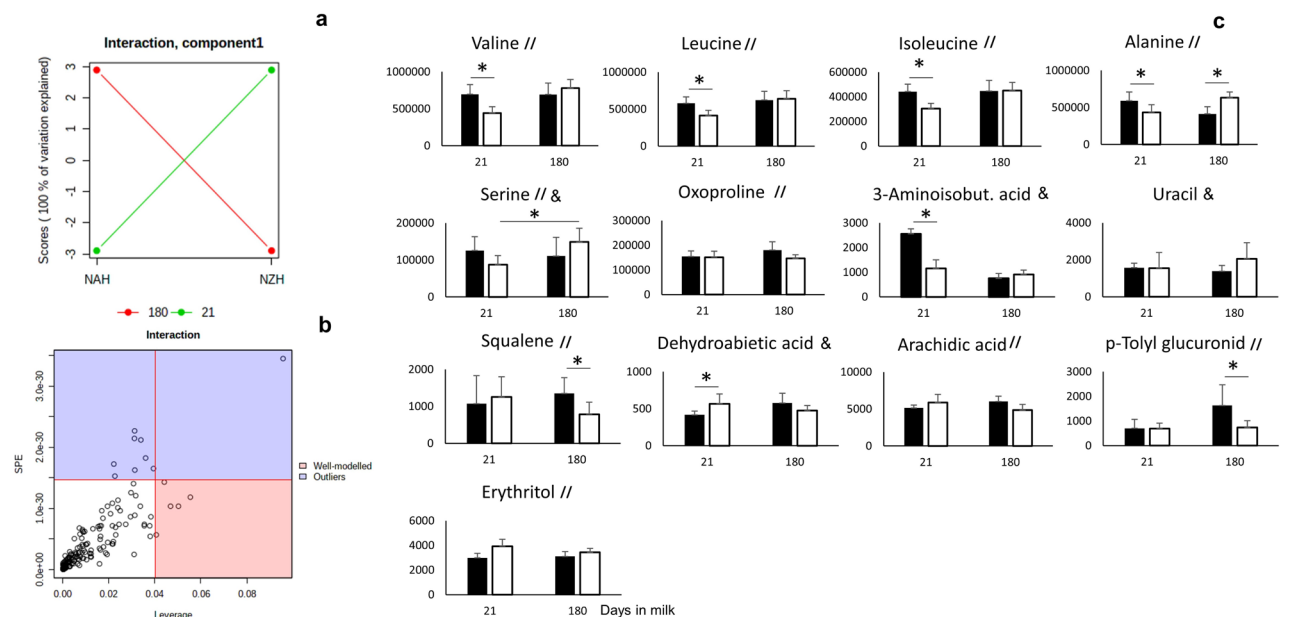 a
Interaction, component1
Scores ( 100 % of variation explained)
3
2
1
0
-1
-2
-3
NAH NZH
180 21
b
Interaction
SPE
3.0e-30
2.0e-30
1.0e-30
0.0e+00
0.00 0.02 0.04 0.06 0.08
Leverage
Well-modelled
Outliers
c
Valine //
1000000
500000
0
*
21 180
Leucine //
1000000
500000
0
*
21 180
Isoleucine //
600000
400000
200000
0
*
21 180
Alanine //
1000000
500000
0
* *
21 180
Serine // &
200000
100000
0
*
21 180
Oxoproline //
300000
200000
100000
0
21 180
3-Aminoisobut. acid &
3000
2000
1000
0
*
21 180
Uracil &
4000
2000
0
21 180
Squalene //
2000
1000
0
*
21 180
Dehydroabietic acid &
1000
500
0
*
21 180
Arachidic acid //
10000
5000
0
21 180
p-Tolyl glucuronid //
3000
2000
1000
0
*
21 180
Erythritol //
6000
4000
2000
0
21 180 Days in milk